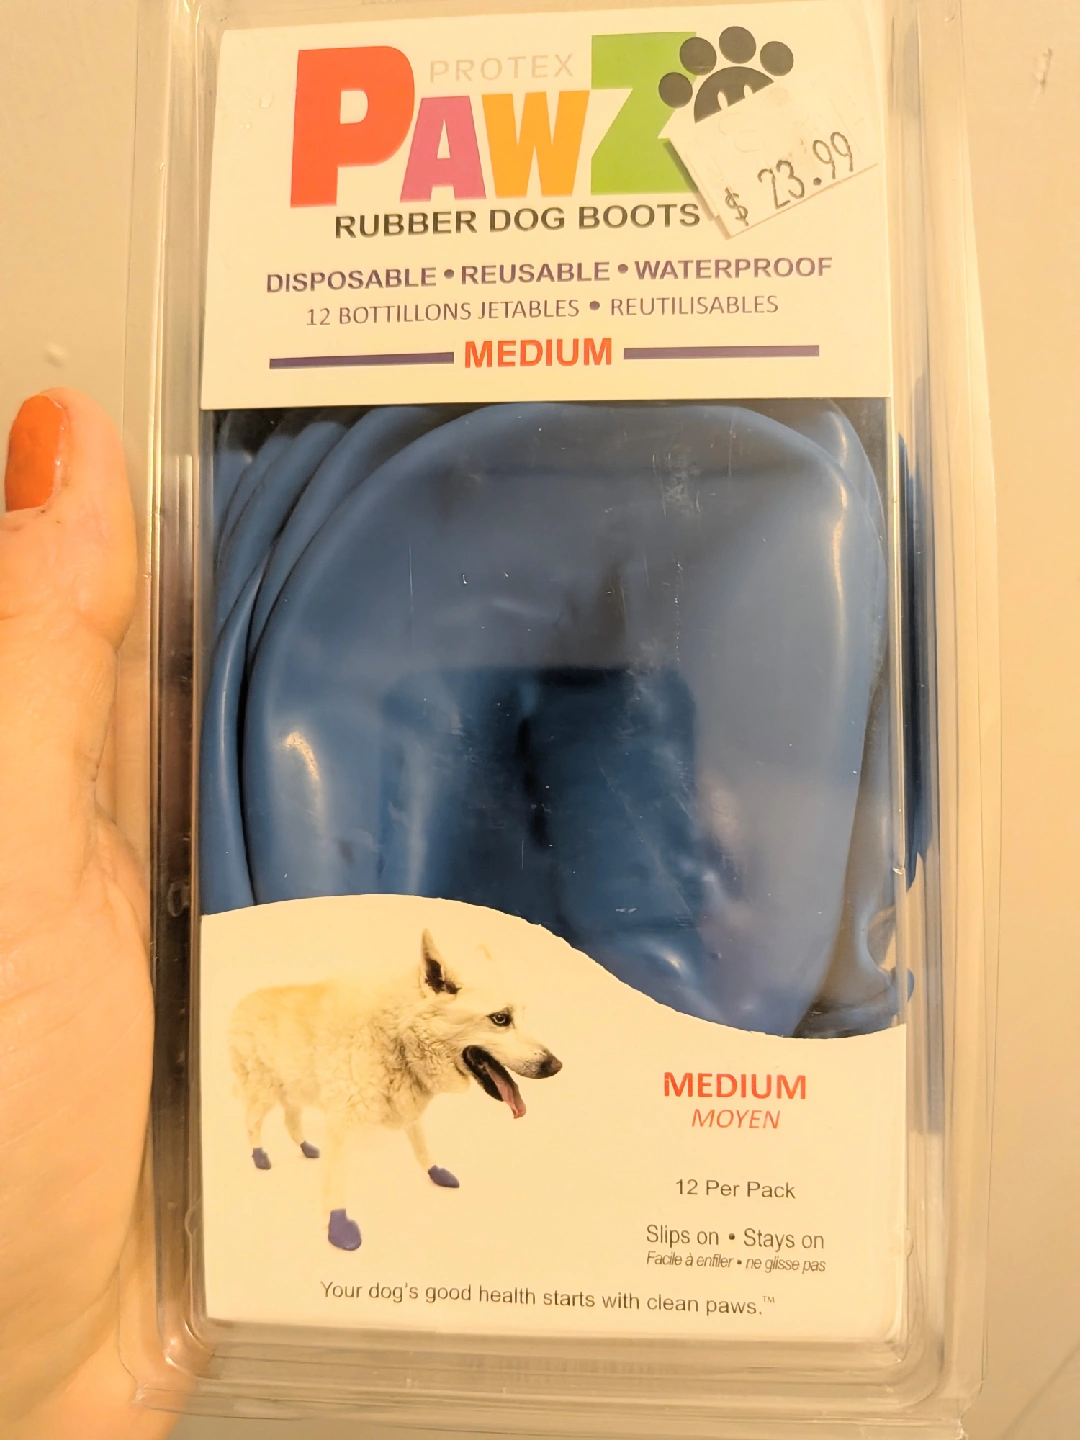 PROTEX
PAWZ
$ 23.99
RUBBER DOG BOOTS
DISPOSABLE • REUSABLE • WATERPROOF
12 BOTTILLONS JETABLES • REUTILISABLES
MEDIUM
MEDIUM
MOYEN
12 Per Pack
Slips on • Stays on
Facile à enfiler • ne glisse pas
Your dog's good health starts with clean paws.™